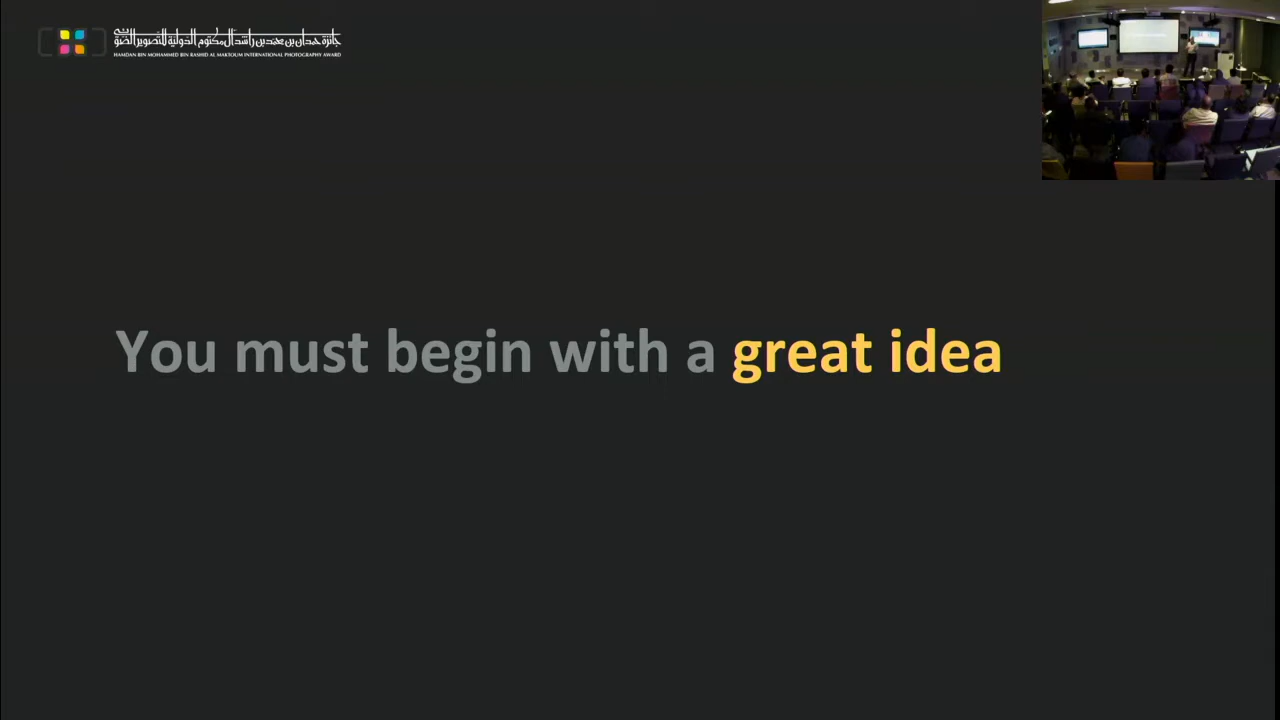 جائزة حمدان بن محمد بن راشد آل مكتوم الدولية للتصوير الضوئي
HAMDAN BIN MOHAMMED BIN RASHID AL MAKTOUM INTERNATIONAL PHOTOGRAPHY AWARD
You must begin with a great idea